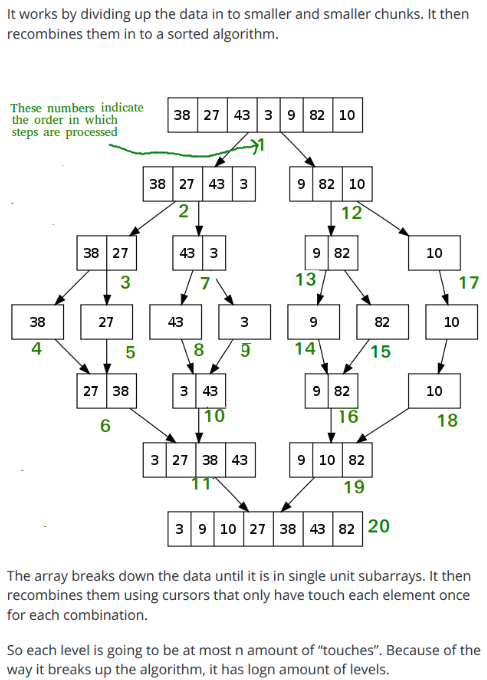 It works by dividing up the data in to smaller and smaller chunks. It then
recombines them in to a sorted algorithm.
These numbers indicate
the order in which
steps are processed
38 27 43 3 9 82 10
1
38 27 43 3 9 82 10
2 12
38 27 43 3 9 82 10
3 7 13 17
38 27 43 3 9 82 10
4 5 8 9 14 15
27 38 3 43 9 82 10
6 10 16 18
3 27 38 43 9 10 82
11 19
3 9 10 27 38 43 82 20
The array breaks down the data until it is in single unit subarrays. It then
recombines them using cursors that only have touch each element once
for each combination.
So each level is going to be at most n amount of “touches”. Because of the
way it breaks up the algorithm, it has logn amount of levels.